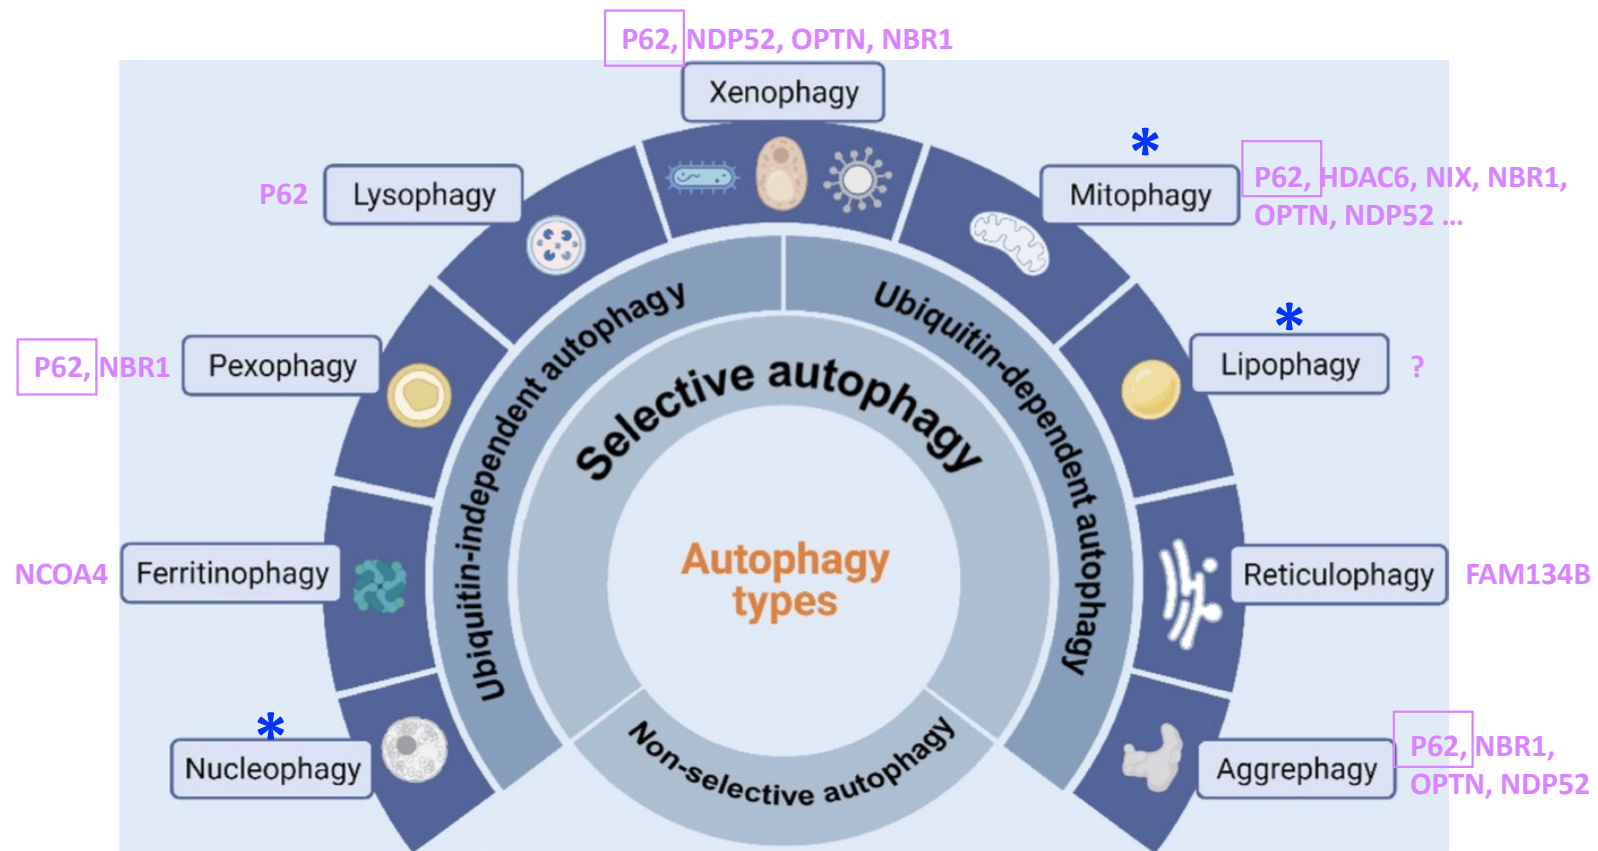 P62, NDP52, OPTN, NBR1
Xenophagy
*
Mitophagy
P62, HDAC6, NIX, NBR1,
OPTN, NDP52 ...
P62
Lysophagy
*
Lipophagy
?
P62, NBR1
Pexophagy
Ubiquitin-independent autophagy
Ubiquitin-dependent autophagy
Selective autophagy
Autophagy
types
NCOA4
Ferritinophagy
Reticulophagy
FAM134B
*
Nucleophagy
Non-selective autophagy
Aggrephagy
P62, NBR1,
OPTN, NDP52